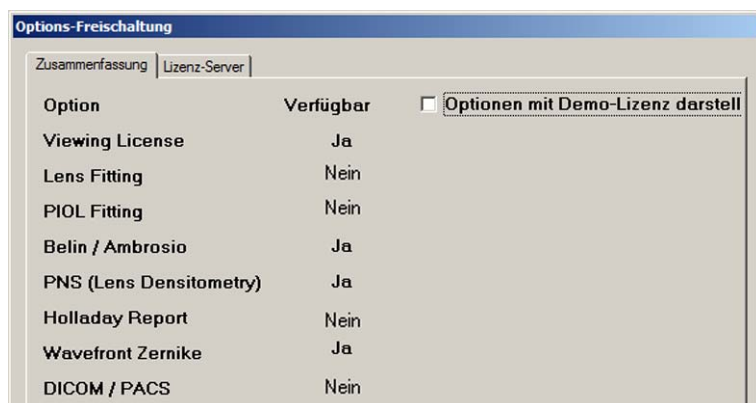 Options-Freischaltung
Zusammenfassung Lizenz-Server
Option Verfügbar Optionen mit Demo-Lizenz darstell
Viewing License Ja
Lens Fitting Nein
PIOL Fitting Nein
Belin / Ambrosio Ja
PNS (Lens Densitometry) Ja
Holladay Report Nein
Wavefront Zernike Ja
DICOM / PACS Nein